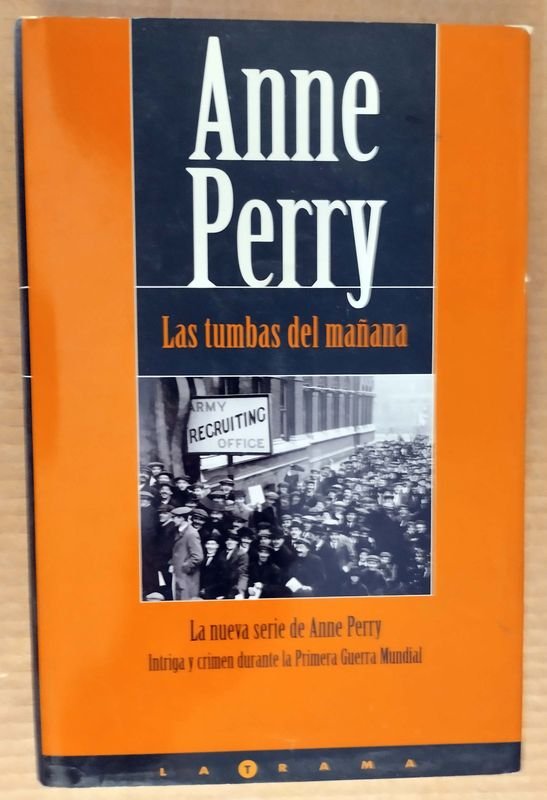 Anne
Perry
Las tumbas del mañana
ARMY
RECRUITING
OFFICE
La nueva serie de Anne Perry
Intriga y crimen durante la Primera Guerra Mundial
LA TRAMA